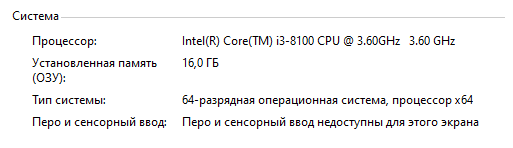 Система
Процессор: Intel(R) Core(TM) i3-8100 CPU @ 3.60GHz 3.60 GHz
Установленная память (ОЗУ): 16,0 ГБ
Тип системы: 64-разрядная операционная система, процессор x64
Перо и сенсорный ввод: Перо и сенсорный ввод недоступны для этого экрана